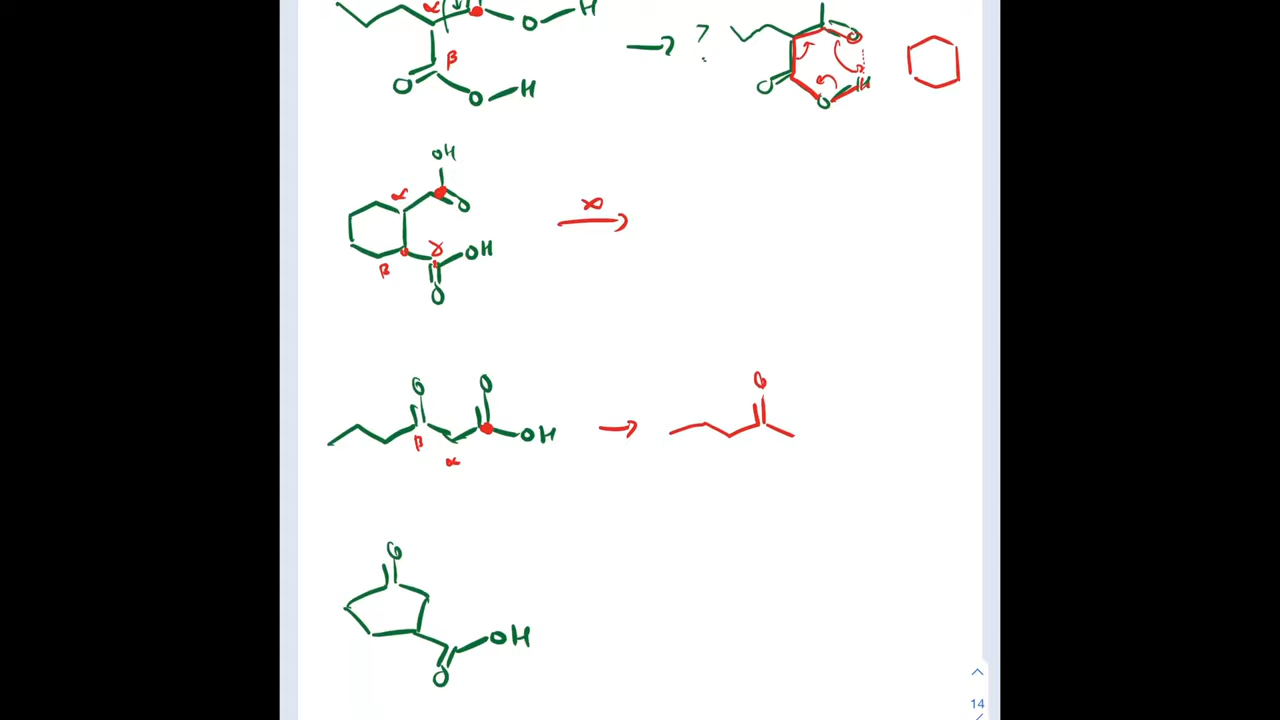 α O H
β
O O H
→ ? O
O O H
OH
α O
β γ OH
O
∞
O O O
β α OH →
O
OH
O
14